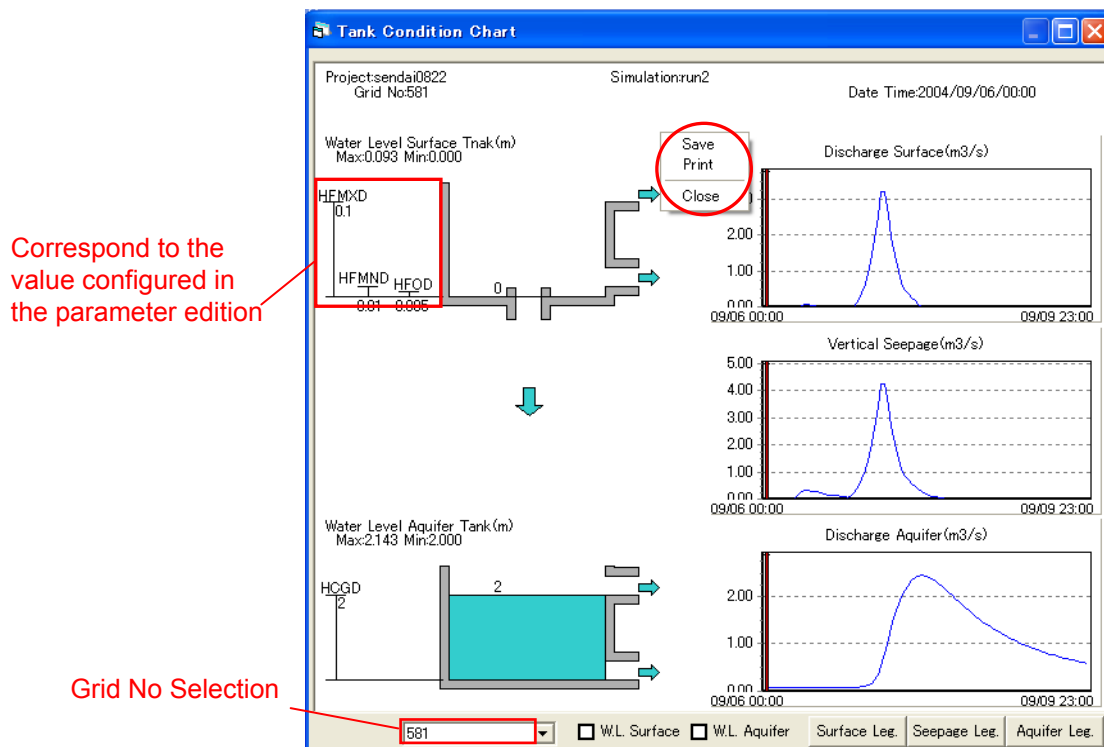 Tank Condition Chart
Project:sendai0822
Grid No:581
Simulation:run2
Date Time:2004/09/06/00:00
Water Level Surface Tnak(m)
Max:0.093 Min:0.000
HFMXD
0.1
HFMND
HFOD
0.01
0.005
0
Correspond to the
value configured in
the parameter edition
Save
Print
Close
Discharge Surface(m3/s)
2.00
1.00
0.00
09/06 00:00
09/09 23:00
Vertical Seepage(m3/s)
5.00
4.00
3.00
2.00
1.00
0.00
09/06 00:00
09/09 23:00
Water Level Aquifer Tank(m)
Max:2.143 Min:2.000
HCGD
2
2
Discharge Aquifer(m3/s)
2.00
1.00
0.00
09/06 00:00
09/09 23:00
Grid No Selection
581
W.L. Surface
W.L. Aquifer
Surface Leg.
Seepage Leg.
Aquifer Leg.